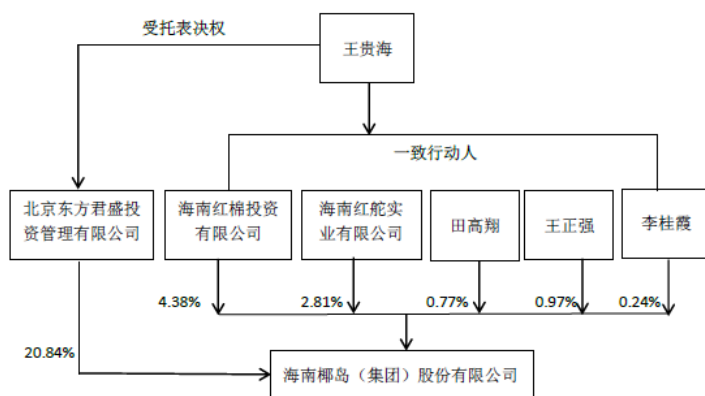 受托表决权
王贵海
一致行动人
北京东方君盛投
资管理有限公司
海南红棉投资
有限公司
海南红舵实
业有限公司
田高翔
王正强
李桂霞
4.38%
2.81%
0.77%
0.97%
0.24%
20.84%
海南椰岛（集团）股份有限公司